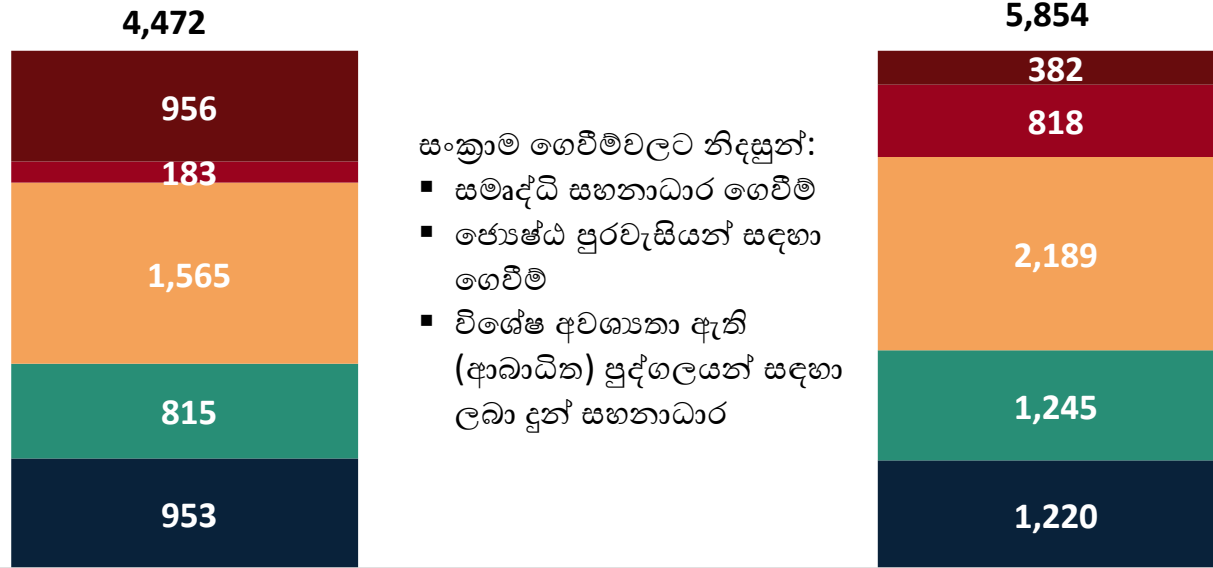 4,472
956
183
1,565
815
953
සංක්‍රාම ගෙවීම්වලට නිදසුන්:
▪ සමෘද්ධි සහනාධාර ගෙවීම්
▪ ජ්‍යෙෂ්ඨ පුරවැසියන් සඳහා
ගෙවීම්
▪ විශේෂ අවශ්‍යතා ඇති
(ආබාධිත) පුද්ගලයන් සඳහා
ලබා දුන් සහනාධාර
5,854
382
818
2,189
1,245
1,220